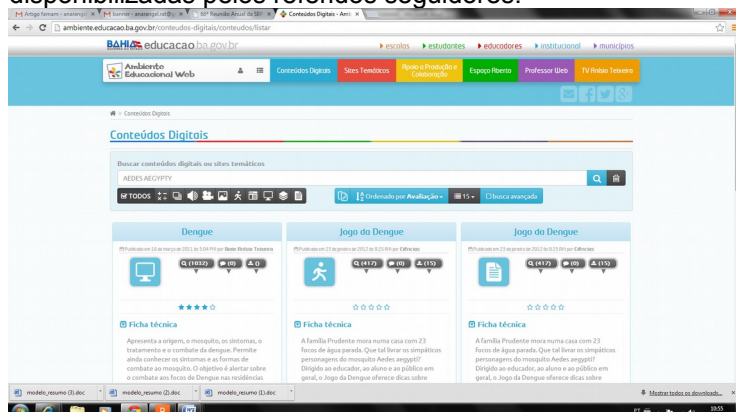 disponibilizadas pelos referidos seguidores.
Artigo famam - anarangel
banner - anarangel.rat@g
66ª Reunião Anual da SBP
Conteúdos Digitais - Amb
ambiente.educacao.ba.gov.br/conteudos-digitais/conteudos/listar
BAHIA educacao.ba.gov.br
escolas estudantes educadores institucional municípios
Ambiente
Educacional Web
Conteúdos Digitais Sites Temáticos Apoio a Produção e Colaboração Espaço Aberto Professor Web TV Anísio Teixeira
> Conteúdos Digitais
Conteúdos Digitais
Buscar conteúdos digitais ou sites temáticos
AEDES AEGYPTY
TODOS Ordenado por Avaliação 15 busca avançada
Dengue
Publicado em 10 de março de 2011 às 3:04 PM por
(1032) (0) ()
Ficha técnica
Apresenta a origem, o mosquito, os sintomas, o
tratamento e o combate da dengue. Permite
ainda conhecer os sintomas e as formas de
combate ao mosquito. O objetivo é alertar sobre
o combate aos focos de Dengue nas residências
Jogo da Dengue
Publicado em 23 de janeiro de 2012 às 8:25 PM por Ciências
(417) (0) (15)
Ficha técnica
A família Prudente mora numa casa com 23
focos de água parada. Que tal livrar os simpáticos
personagens do mosquito Aedes aegypti?
Dirigido ao educador, ao aluno e ao público em
geral, o Jogo da Dengue oferece dicas sobre
Jogo da Dengue
Publicado em 23 de janeiro de 2012 às 8:25 PM por Ciências
(417) (0) (15)
Ficha técnica
A família Prudente mora numa casa com 23
focos de água parada. Que tal livrar os simpáticos
personagens do mosquito Aedes aegypti?
Dirigido ao educador, ao aluno e ao público em
geral, o Jogo da Dengue oferece dicas sobre
modelo_resumo (3).doc modelo_resumo (2).doc modelo_resumo (1).doc Mostrar todos os downloads...
PT 10:55